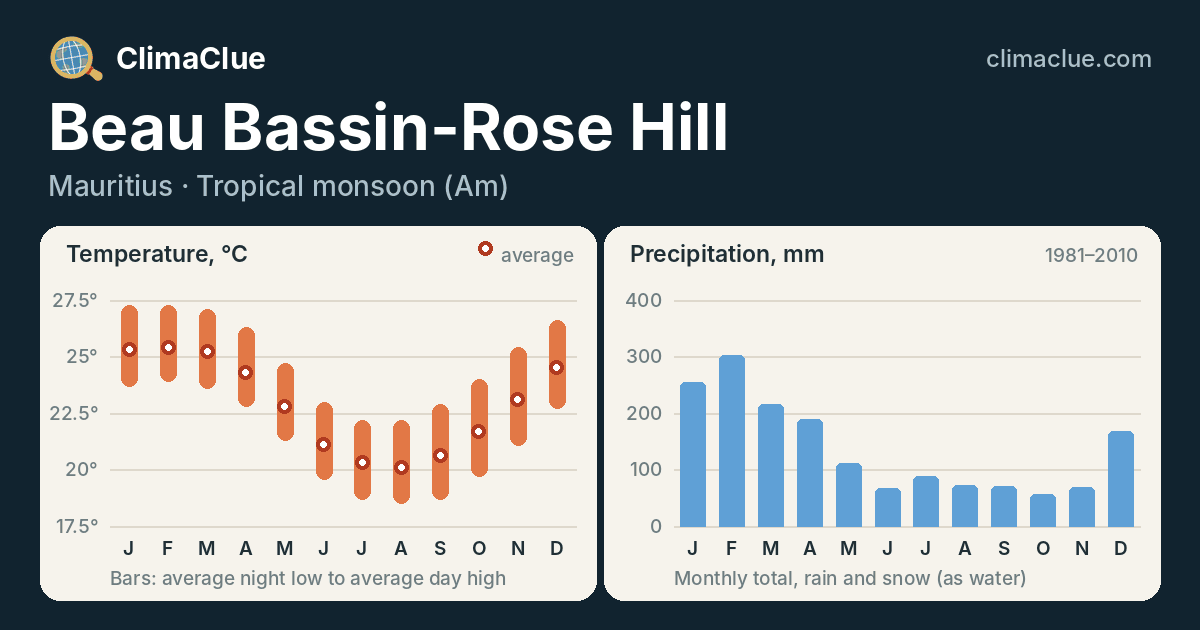 ClimaClue
climaclue.com
Beau Bassin-Rose Hill
Mauritius · Tropical monsoon (Am)
Temperature, °C
average
27.5°
25°
22.5°
20°
17.5°
J F M A M J J A S O N D
Bars: average night low to average day high
Precipitation, mm
1981–2010
400
300
200
100
0
J F M A M J J A S O N D
Monthly total, rain and snow (as water)